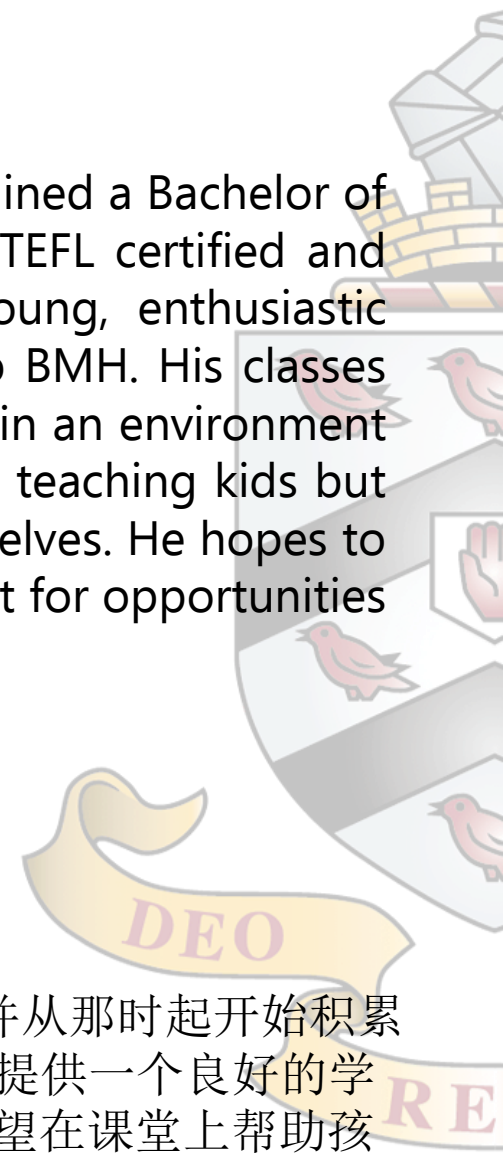 ined a Bachelor of
TEFL certified and
oung, enthusiastic
o BMH. His classes
in an environment
teaching kids but
elves. He hopes to
t for opportunities
DEO
并从那时起开始积累
提供一个良好的学
望在课堂上帮助孩
RE